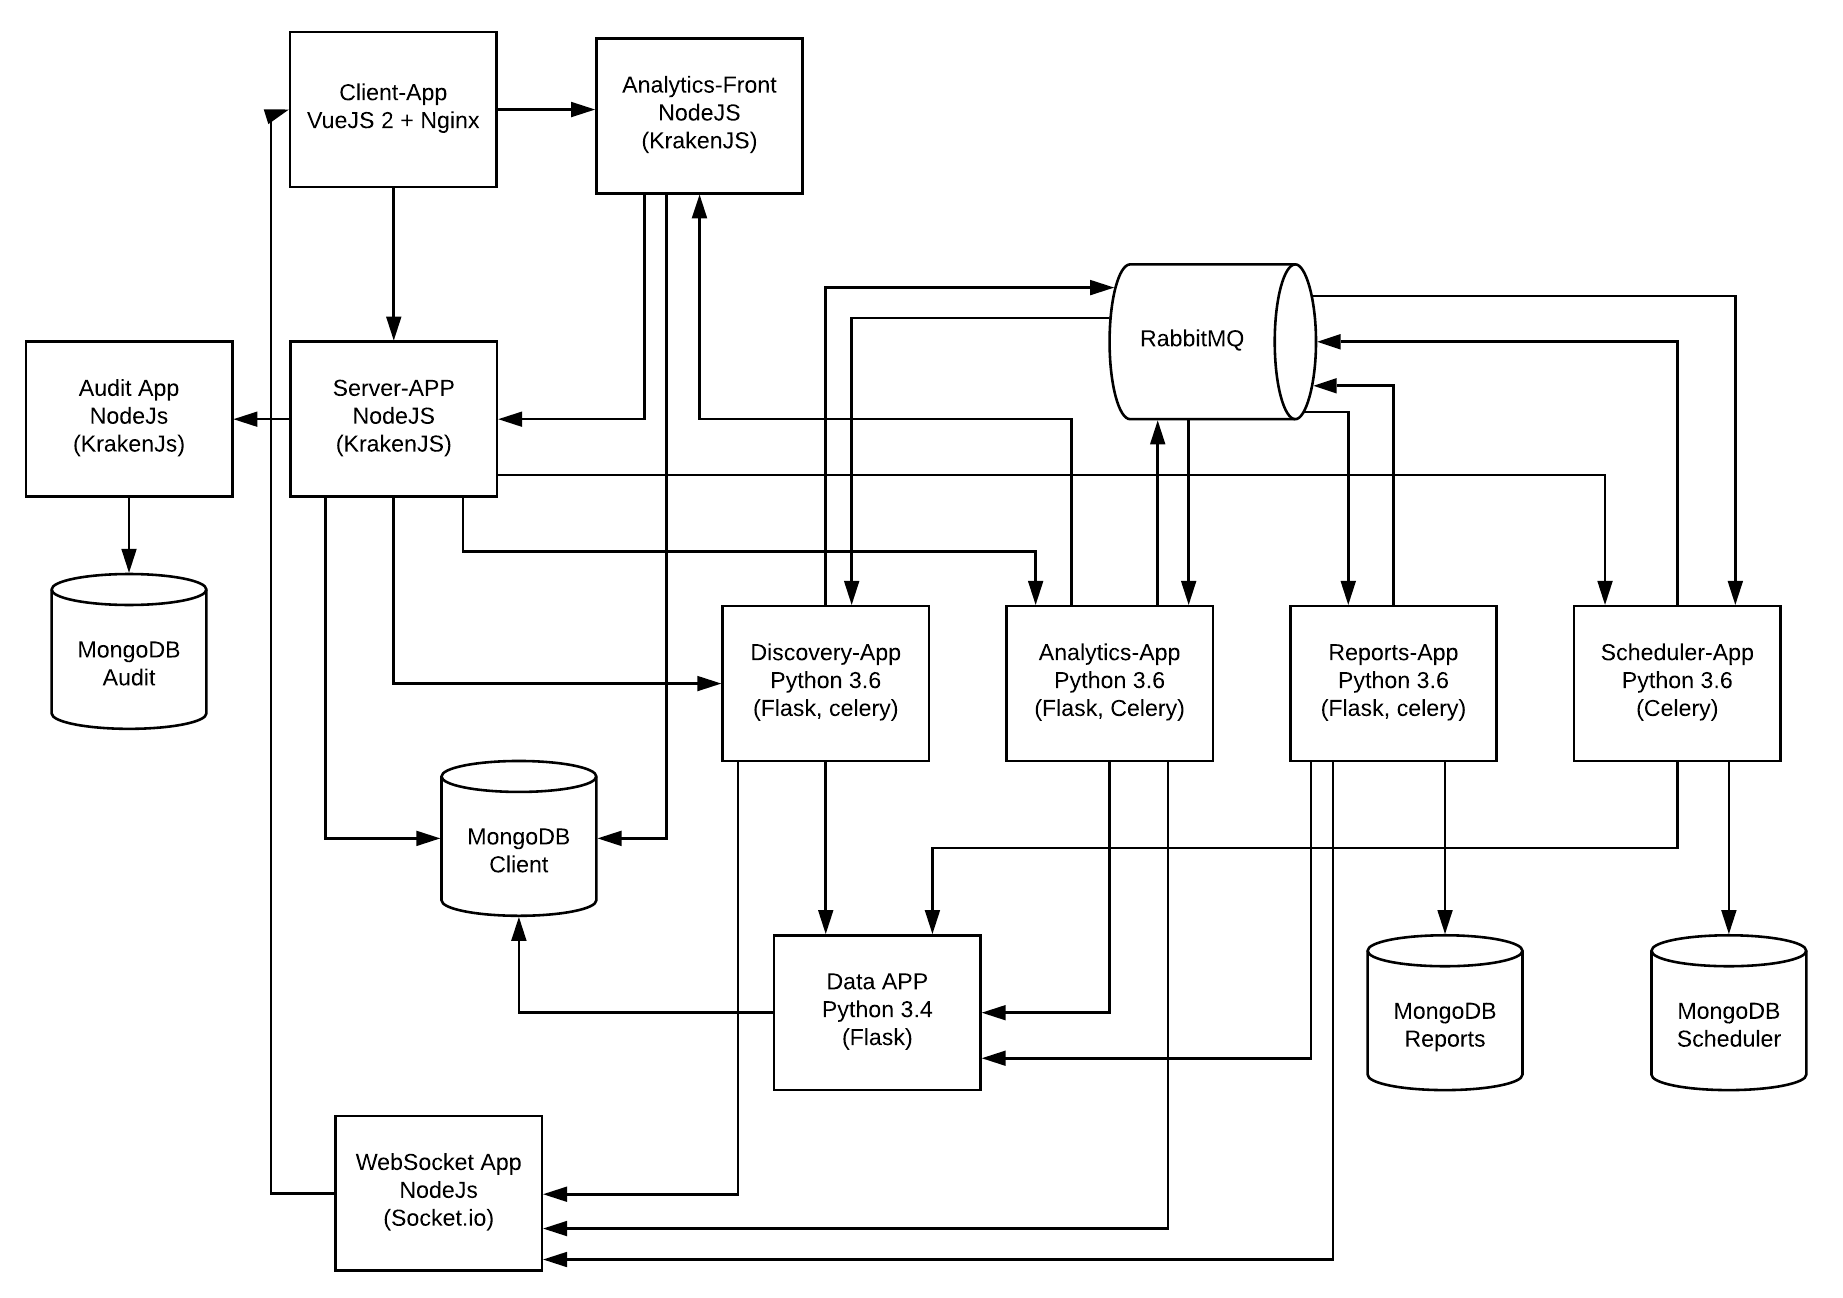 Client-App
VueJS 2 + Nginx
Analytics-Front
NodeJS
(KrakenJS)
RabbitMQ
Audit App
NodeJs
(KrakenJs)
Server-APP
NodeJS
(KrakenJS)
MongoDB
Audit
Discovery-App
Python 3.6
(Flask, celery)
Analytics-App
Python 3.6
(Flask, Celery)
Reports-App
Python 3.6
(Flask, celery)
Scheduler-App
Python 3.6
(Celery)
MongoDB
Client
Data APP
Python 3.4
(Flask)
MongoDB
Reports
MongoDB
Scheduler
WebSocket App
NodeJs
(Socket.io)